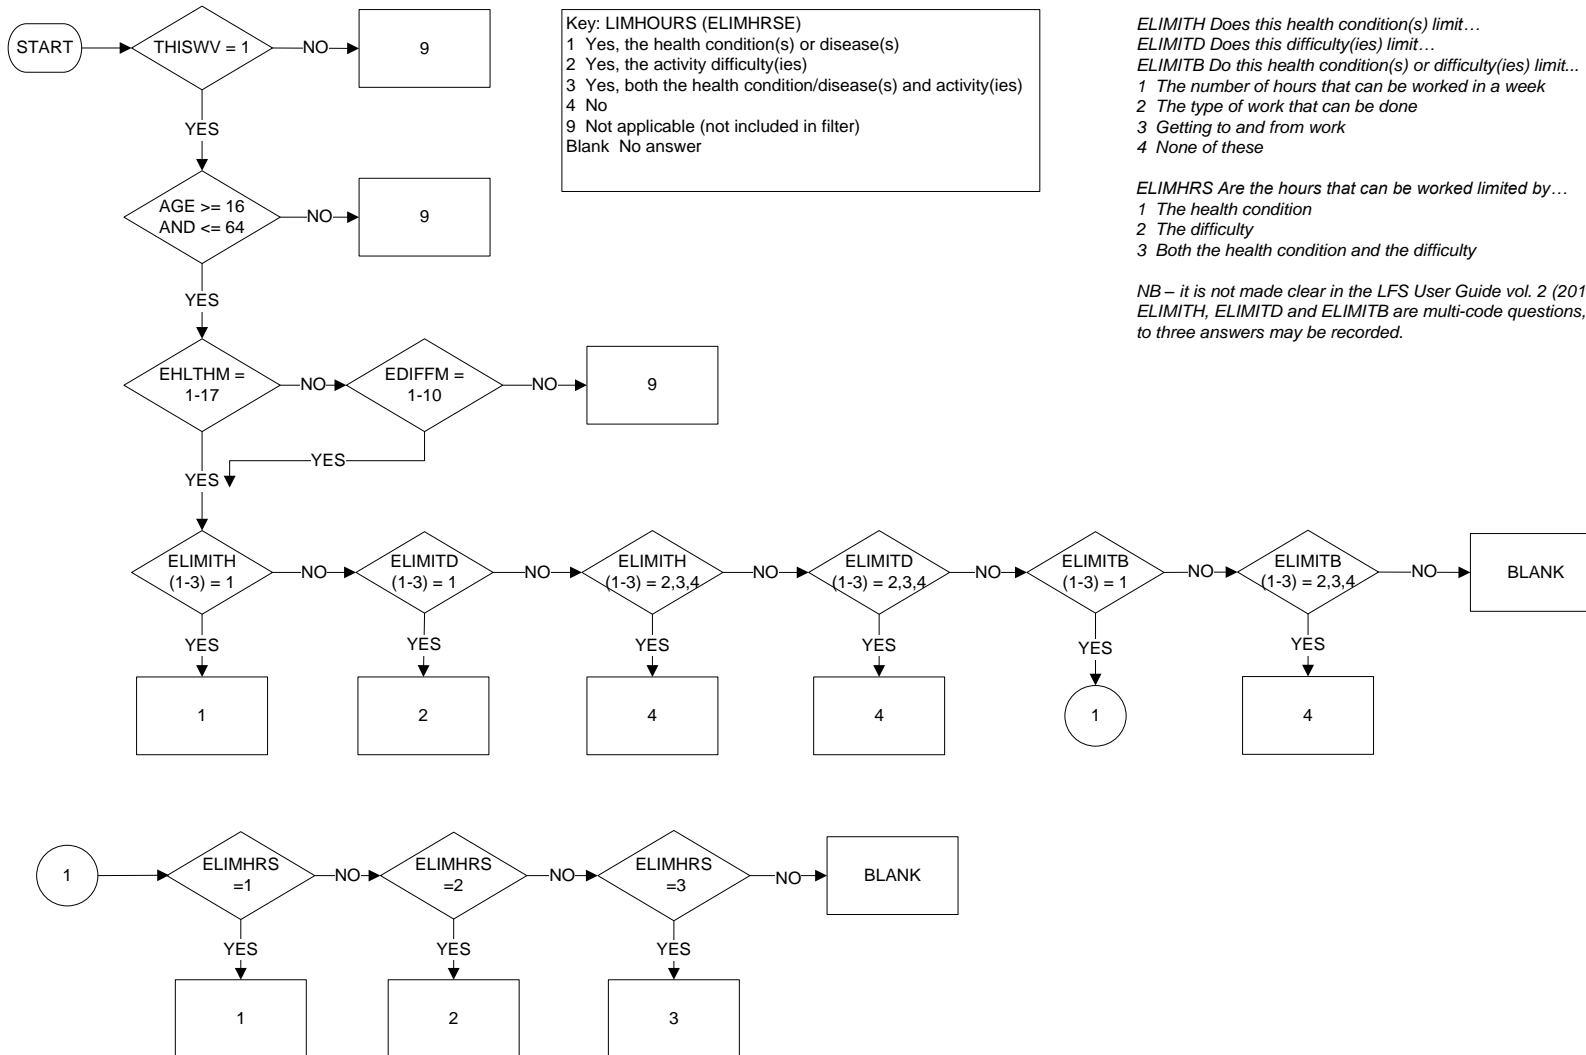 START
THISWV = 1
NO
9
YES
AGE >= 16
AND <= 64
NO
9
YES
EHLTHM =
1-17
NO
EDIFFM =
1-10
NO
9
YES
YES
ELIMITH
(1-3) = 1
NO
ELIMITD
(1-3) = 1
NO
ELIMITH
(1-3) = 2,3,4
NO
ELIMITD
(1-3) = 2,3,4
NO
ELIMITB
(1-3) = 1
NO
ELIMITB
(1-3) = 2,3,4
NO
BLANK
YES
YES
YES
YES
YES
YES
1
2
4
4
1
4
1
ELIMHRS
=1
NO
ELIMHRS
=2
NO
ELIMHRS
=3
NO
BLANK
YES
YES
YES
1
2
3
Key: LIMHOURS (ELIMHRSE)
1 Yes, the health condition(s) or disease(s)
2 Yes, the activity difficulty(ies)
3 Yes, both the health condition/disease(s) and activity(ies)
4 No
9 Not applicable (not included in filter)
Blank No answer
ELIMITH Does this health condition(s) limit…
ELIMITD Does this difficulty(ies) limit…
ELIMITB Do this health condition(s) or difficulty(ies) limit...
1 The number of hours that can be worked in a week
2 The type of work that can be done
3 Getting to and from work
4 None of these
ELIMHRS Are the hours that can be worked limited by…
1 The health condition
2 The difficulty
3 Both the health condition and the difficulty
NB – it is not made clear in the LFS User Guide vol. 2 (201
ELIMITH, ELIMITD and ELIMITB are multi-code questions,
to three answers may be recorded.